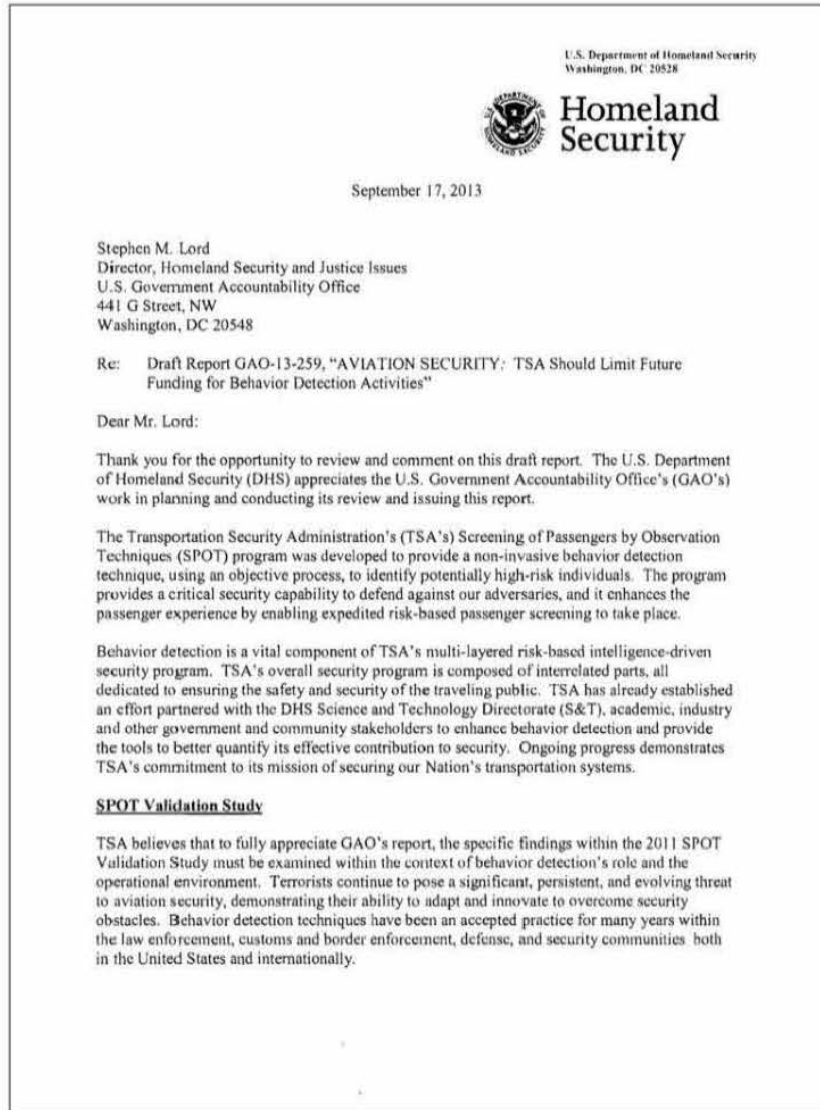 U.S. Department of Homeland Security
Washington, DC 20528
Homeland
Security
September 17, 2013
Stephen M. Lord
Director, Homeland Security and Justice Issues
U.S. Government Accountability Office
441 G Street, NW
Washington, DC 20548
Re: Draft Report GAO-13-259, “AVIATION SECURITY: TSA Should Limit Future
Funding for Behavior Detection Activities”
Dear Mr. Lord:
Thank you for the opportunity to review and comment on this draft report. The U.S. Department
of Homeland Security (DHS) appreciates the U.S. Government Accountability Office's (GAO's)
work in planning and conducting its review and issuing this report.
The Transportation Security Administration's (TSA's) Screening of Passengers by Observation
Techniques (SPOT) program was developed to provide a non-invasive behavior detection
technique, using an objective process, to identify potentially high-risk individuals. The program
provides a critical security capability to defend against our adversaries, and it enhances the
passenger experience by enabling expedited risk-based passenger screening to take place.
Behavior detection is a vital component of TSA's multi-layered risk-based intelligence-driven
security program. TSA's overall security program is composed of interrelated parts, all
dedicated to ensuring the safety and security of the traveling public. TSA has already established
an effort partnered with the DHS Science and Technology Directorate (S&T), academic, industry
and other government and community stakeholders to enhance behavior detection and provide
the tools to better quantify its effective contribution to security. Ongoing progress demonstrates
TSA's commitment to its mission of securing our Nation's transportation systems.
SPOT Validation Study
TSA believes that to fully appreciate GAO's report, the specific findings within the 2011 SPOT
Validation Study must be examined within the context of behavior detection's role and the
operational environment. Terrorists continue to pose a significant, persistent, and evolving threat
to aviation security, demonstrating their ability to adapt and innovate to overcome security
obstacles. Behavior detection techniques have been an accepted practice for many years within
the law enforcement, customs and border enforcement, defense, and security communities both
in the United States and internationally.